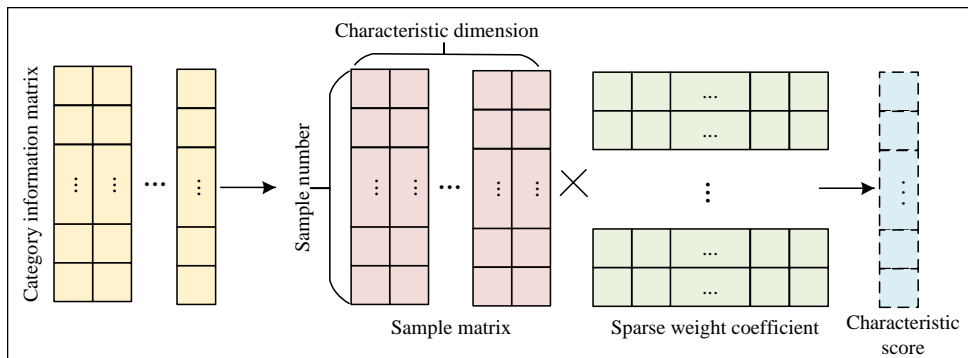 Characteristic dimension
Category information matrix
Sample number
...
...
...
...
...
...
...
...
...
...
...
...
...
...
×
Sample matrix
Sparse weight coefficient
Characteristic
score